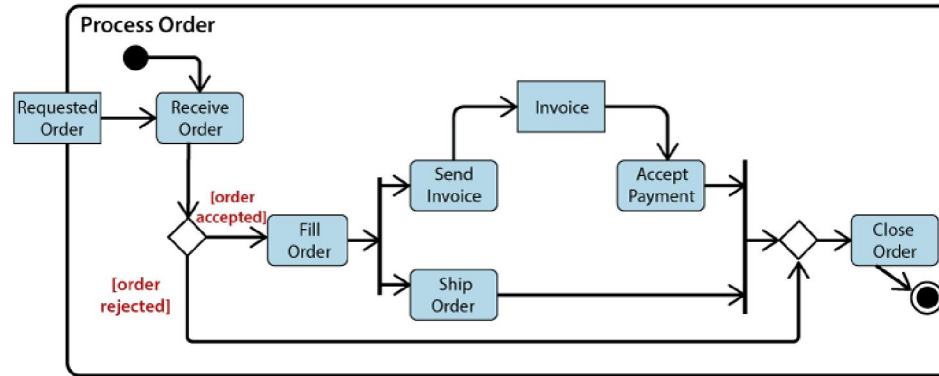 Process Order
Requested
Order
Receive
Order
[order
accepted]
[order
rejected]
Fill
Order
Send
Invoice
Invoice
Accept
Payment
Ship
Order
Close
Order